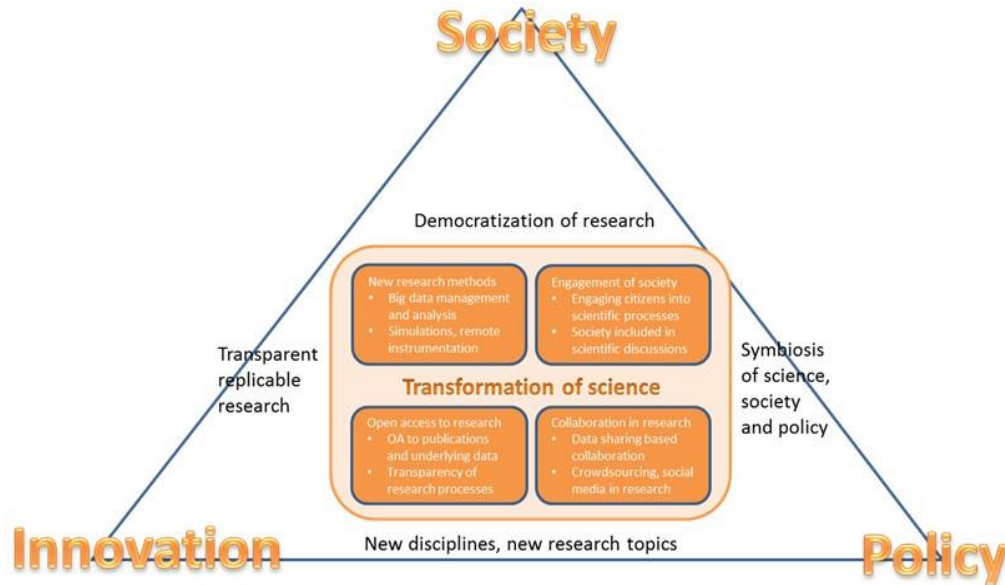 Society
Democratization of research
New research methods
• Big data management
and analysis
• Simulations, remote
instrumentation
Engagement of society
• Engaging citizens into
scientific processes
• Society included in
scientific discussions
Transparent
replicable
research
Transformation of science
Symbiosis
of science,
society
and policy
Open access to research
• OA to publications
and underlying data
• Transparency of
research processes
Collaboration in research
• Data sharing based
collaboration
• Crowdsourcing, social
media in research
Innovation
New disciplines, new research topics
Policy